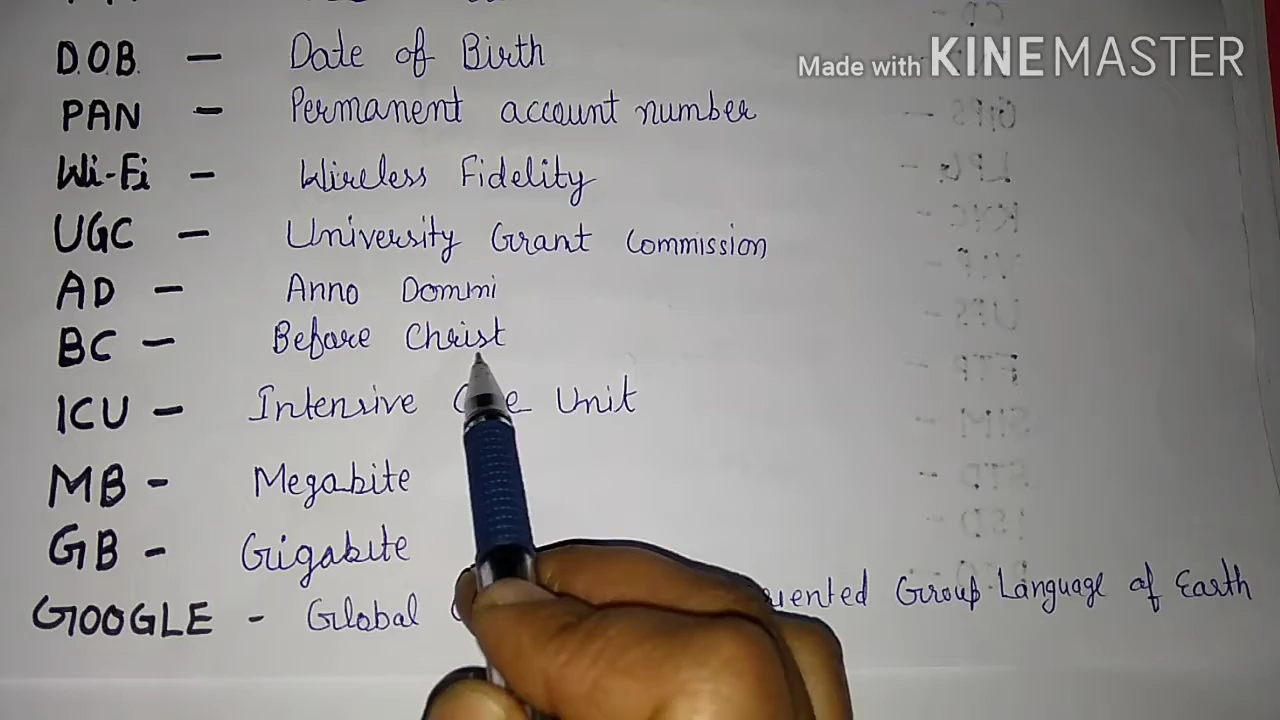 D.O.B. - Date of Birth
Made with KINEMASTER
PAN - Permanent account number
Wi-Fi - Wireless Fidelity
UGC - University Grant Commission
AD - Anno Dommi
BC - Before Christ
ICU - Intensive Unit
MB - Megabite
GB - Gigabite
GOOGLE - Global Group Language of Earth